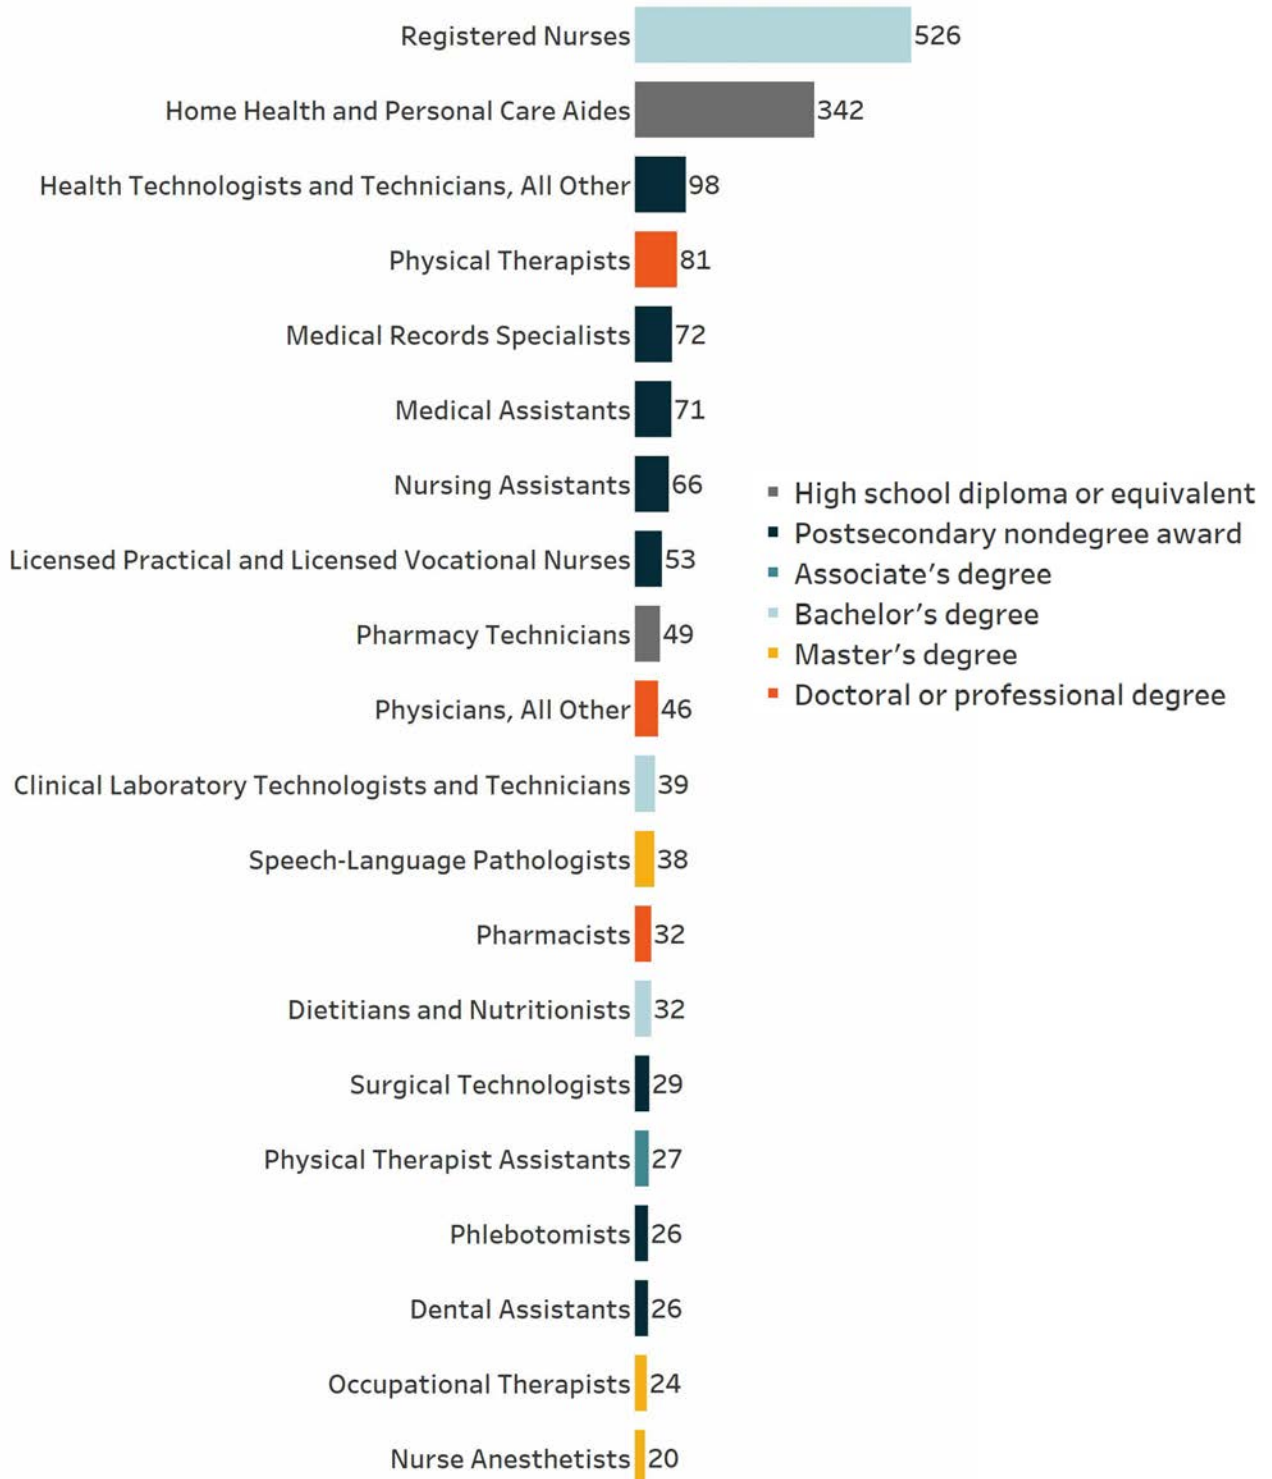 Registered Nurses 526
Home Health and Personal Care Aides 342
Health Technologists and Technicians, All Other 98
Physical Therapists 81
Medical Records Specialists 72
Medical Assistants 71
Nursing Assistants 66
Licensed Practical and Licensed Vocational Nurses 53
Pharmacy Technicians 49
Physicians, All Other 46
Clinical Laboratory Technologists and Technicians 39
Speech-Language Pathologists 38
Pharmacists 32
Dietitians and Nutritionists 32
Surgical Technologists 29
Physical Therapist Assistants 27
Phlebotomists 26
Dental Assistants 26
Occupational Therapists 24
Nurse Anesthetists 20
High school diploma or equivalent
Postsecondary nondegree award
Associate's degree
Bachelor's degree
Master's degree
Doctoral or professional degree